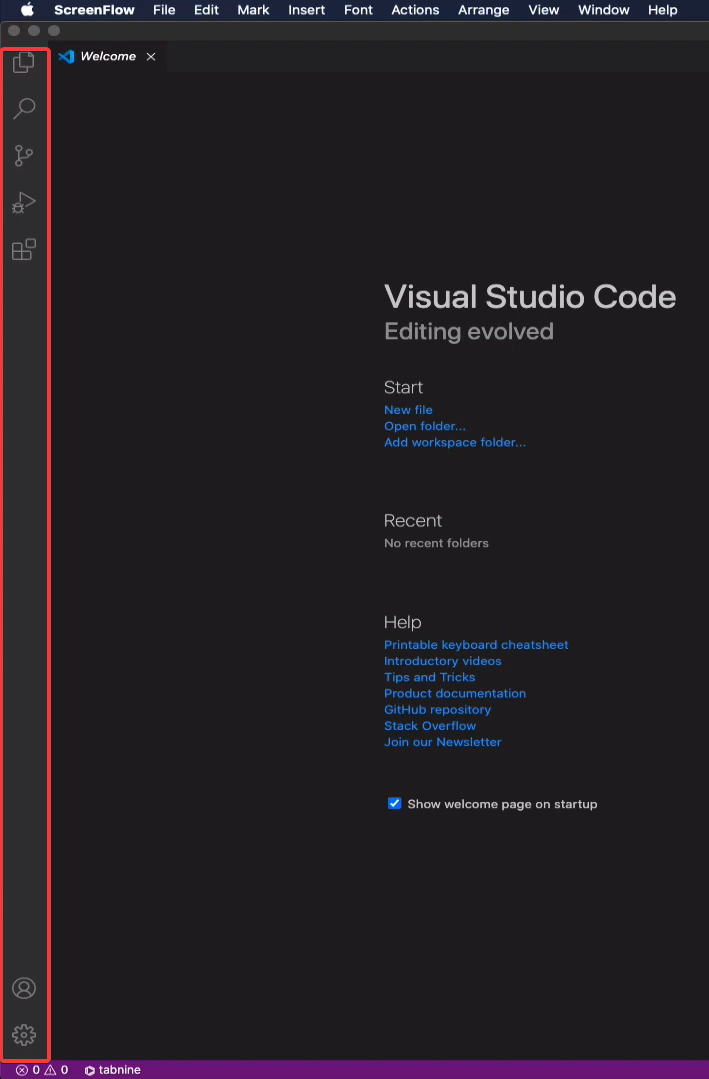 ScreenFlow File Edit Mark Insert Font Actions Arrange View Window Help
Welcome
Visual Studio Code
Editing evolved
Start
New file
Open folder...
Add workspace folder...
Recent
No recent folders
Help
Printable keyboard cheatsheet
Introductory videos
Tips and Tricks
Product documentation
GitHub repository
Stack Overflow
Join our Newsletter
Show welcome page on startup
0 0 tabnine